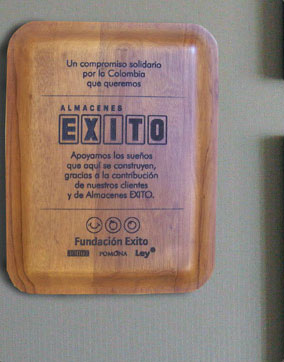 Un compromiso solidario
por la Colombia
que queremos
ALMACENES
EXITO
Apoyamos los sueños
que aquí se construyen,
gracias a la contribución
de nuestros clientes
y de Almacenes EXITO.
Fundación Exito
EXITO POMONA Ley